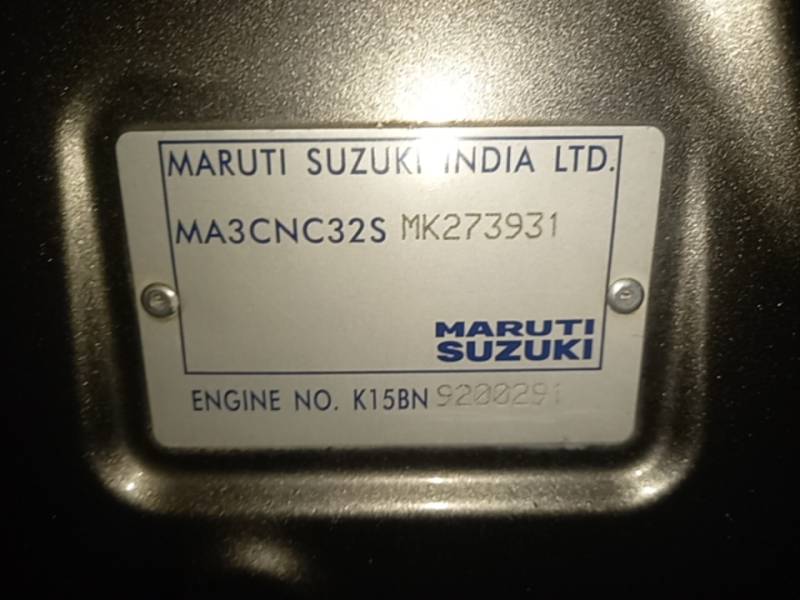 MARUTI SUZUKI INDIA LTD.
MA3CNC32S MK273931
MARUTI
SUZUKI
ENGINE NO. K15BN 9200291